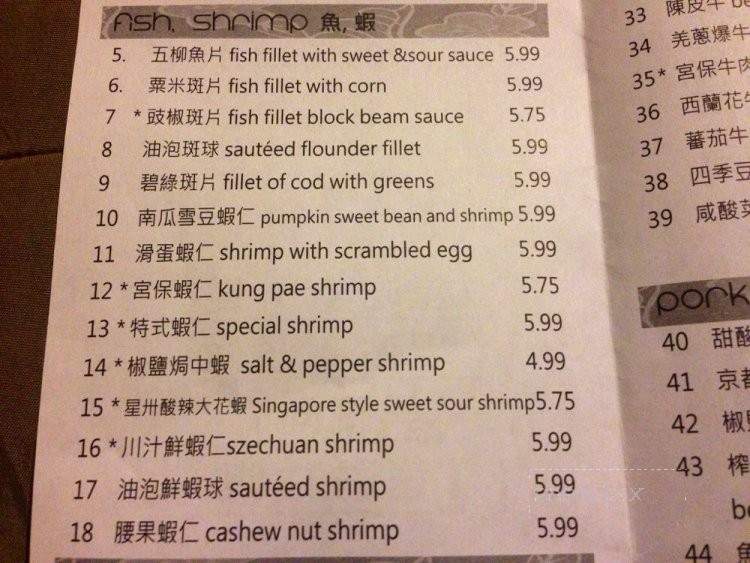 Fish, Shrimp 魚, 蝦
5. 五柳魚片 fish fillet with sweet &sour sauce 5.99
6. 粟米斑片 fish fillet with corn 5.99
7 * 豉椒斑片 fish fillet block beam sauce 5.75
8 油泡斑球 sautéed flounder fillet 5.99
9 碧綠斑片 fillet of cod with greens 5.99
10 南瓜雪豆蝦仁 pumpkin sweet bean and shrimp 5.99
11 滑蛋蝦仁 shrimp with scrambled egg 5.99
12 * 宮保蝦仁 kung pae shrimp 5.75
13 * 特式蝦仁 special shrimp 5.99
14 * 椒鹽焗中蝦 salt & pepper shrimp 4.99
15 * 星州酸辣大花蝦 Singapore style sweet sour shrimp 5.75
16 * 川汁鮮蝦仁 szechuan shrimp 5.99
17 油泡鮮蝦球 sautéed shrimp 5.99
18 腰果蝦仁 cashew nut shrimp 5.99
33 陳皮牛 be
34 羌蔥爆牛
35* 宮保牛肉
36 西蘭花牛
37 蕃茄牛
38 四季豆
39 咸酸菜
Pork
40 甜酸
41 京都
42 椒
43 榨
be
44 魚